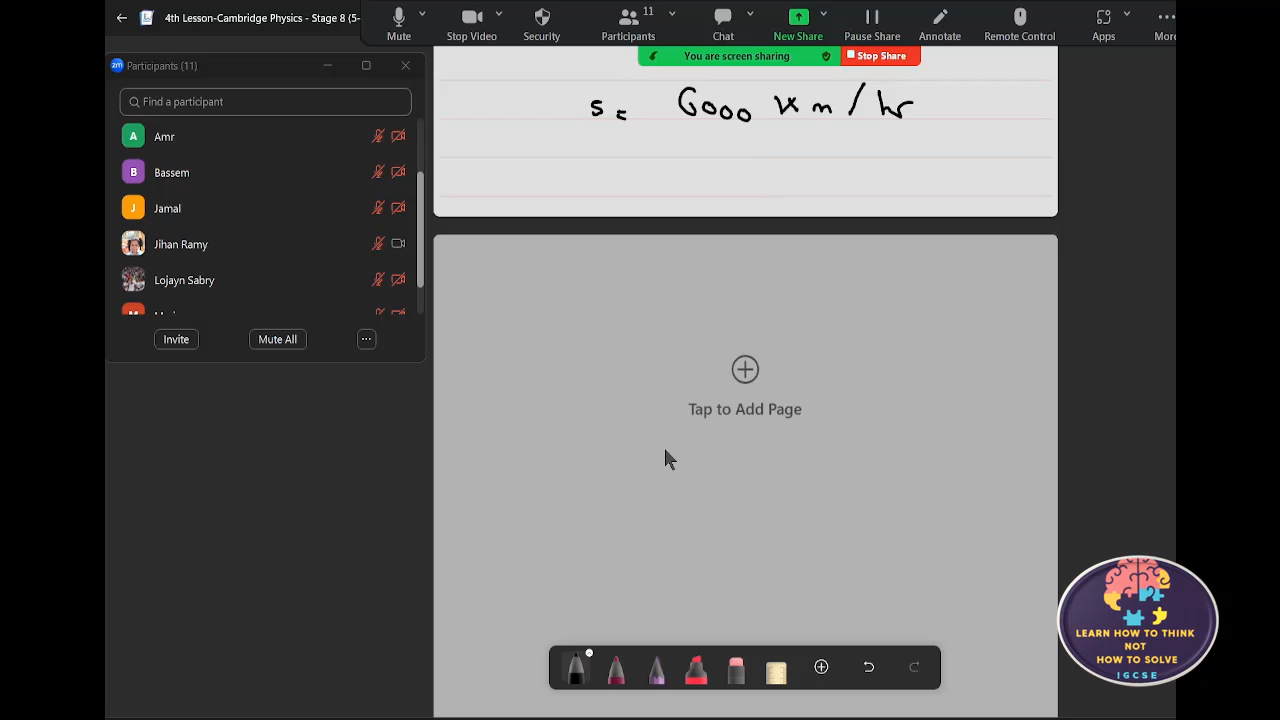 4th Lesson-Cambridge Physics - Stage 8 (5-
Mute
Stop Video
Security
11
Participants
Chat
New Share
Pause Share
Annotate
Remote Control
Apps
More
You are screen sharing
Stop Share
zm Participants (11)
Find a participant
A Amr
B Bassem
J Jamal
Jihan Ramy
Lojayn Sabry
Invite
Mute All
s = 6000 km/hr
Tap to Add Page
LEARN HOW TO THINK
NOT
HOW TO SOLVE
IGCSE